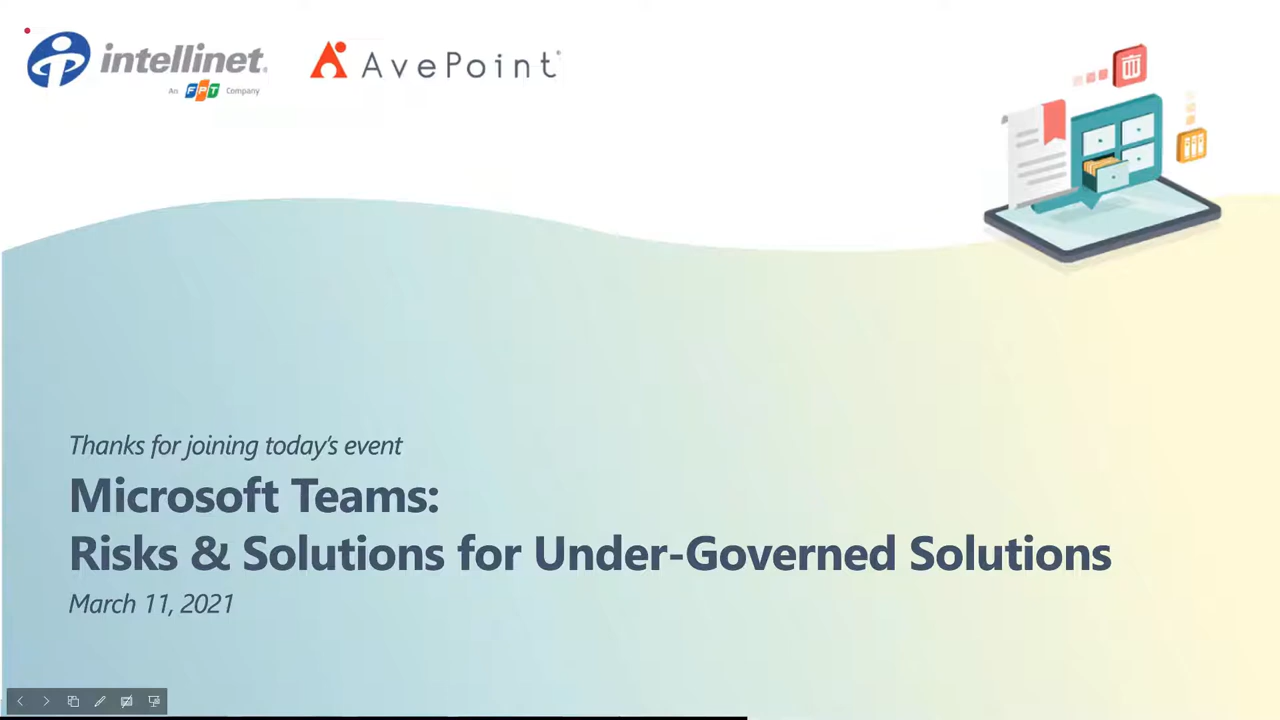 intellinet.
An FPT Company
AvePoint
Thanks for joining today's event
Microsoft Teams:
Risks & Solutions for Under-Governed Solutions
March 11, 2021